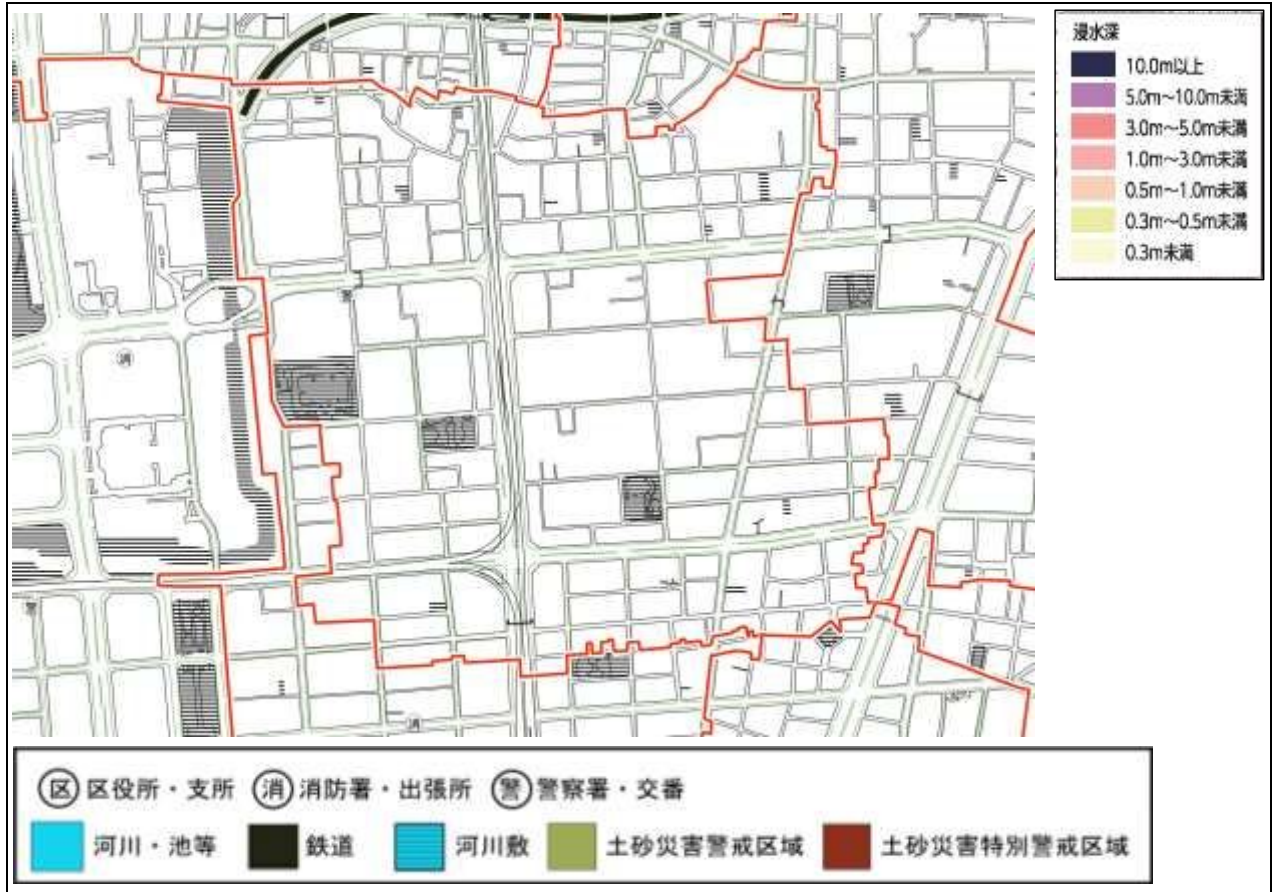 浸水深
10.0m以上
5.0m〜10.0m未満
3.0m〜5.0m未満
1.0m〜3.0m未満
0.5m〜1.0m未満
0.3m〜0.5m未満
0.3m未満
消
消
区 区役所・支所 消 消防署・出張所 警 警察署・交番
河川・池等 鉄道 河川敷 土砂災害警戒区域 土砂災害特別警戒区域